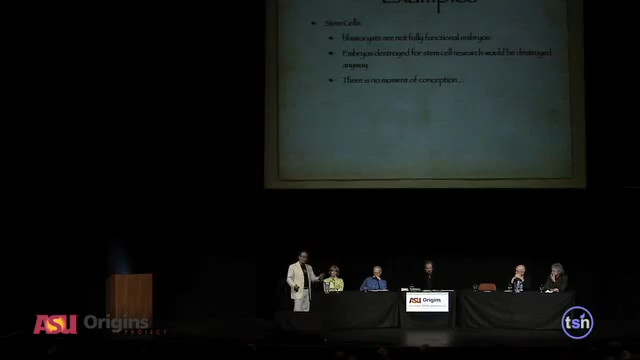 Examples
Stem Cells:
blastocysts are not fully functional embryos
Embryos destroyed for stem cell research would be destroyed
anyway
There is no moment of conception ...
ASU Origins
ASU Origins
PROJECT
tsn